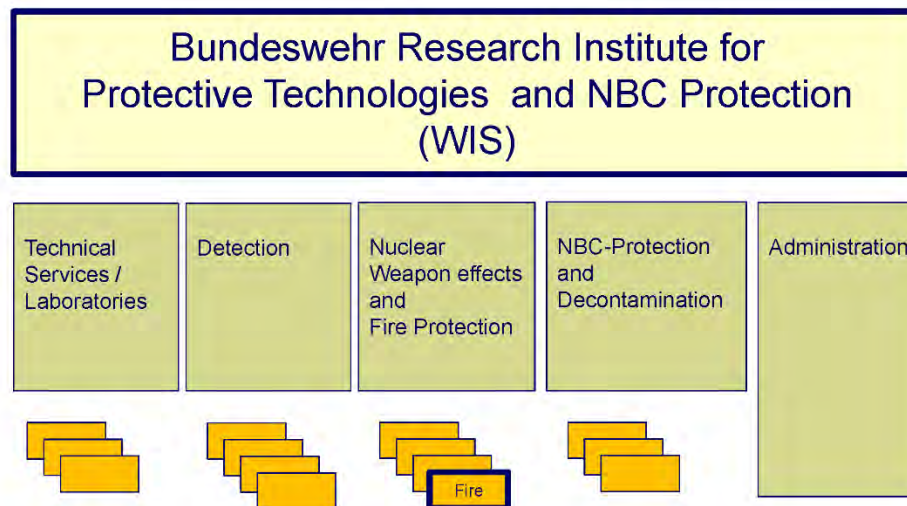 Bundeswehr Research Institute for
Protective Technologies and NBC Protection
(WIS)
Technical
Services /
Laboratories
Detection
Nuclear
Weapon effects
and
Fire Protection
NBC-Protection
and
Decontamination
Administration
Fire